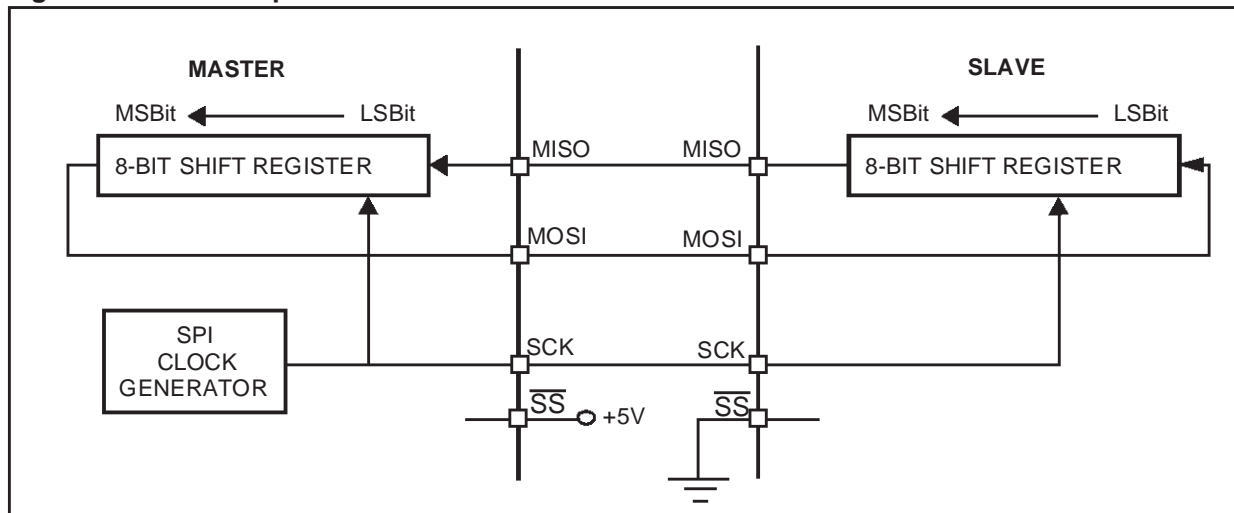 MASTER
SLAVE
MSBit LSBit
MSBit LSBit
8-BIT SHIFT REGISTER
MISO MISO
8-BIT SHIFT REGISTER
MOSI MOSI
SPI
CLOCK
GENERATOR
SCK SCK
SS +5V
SS